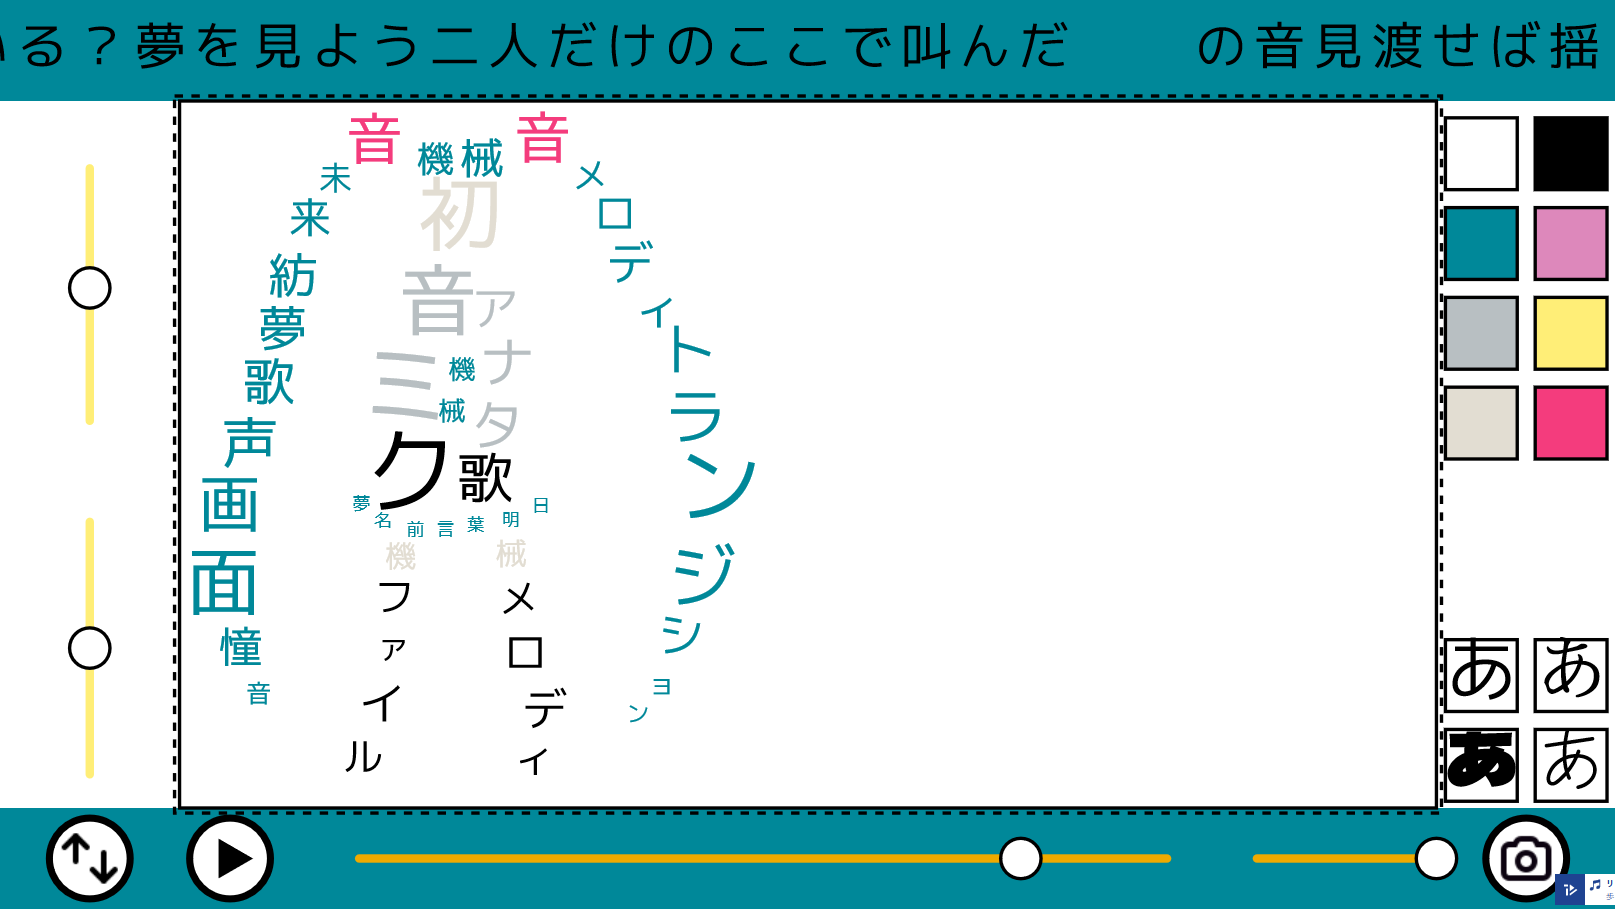 る？夢を見よう二人だけのここで叫んだ　の音見渡せば揺
音
機械
音
未来紡夢歌声画面憧音
メロディトランジション
初音ミク
アナタ
機械
歌
夢名前言葉明日
機械
ファイル
メロディ
あ
あ
あ
あ
リ